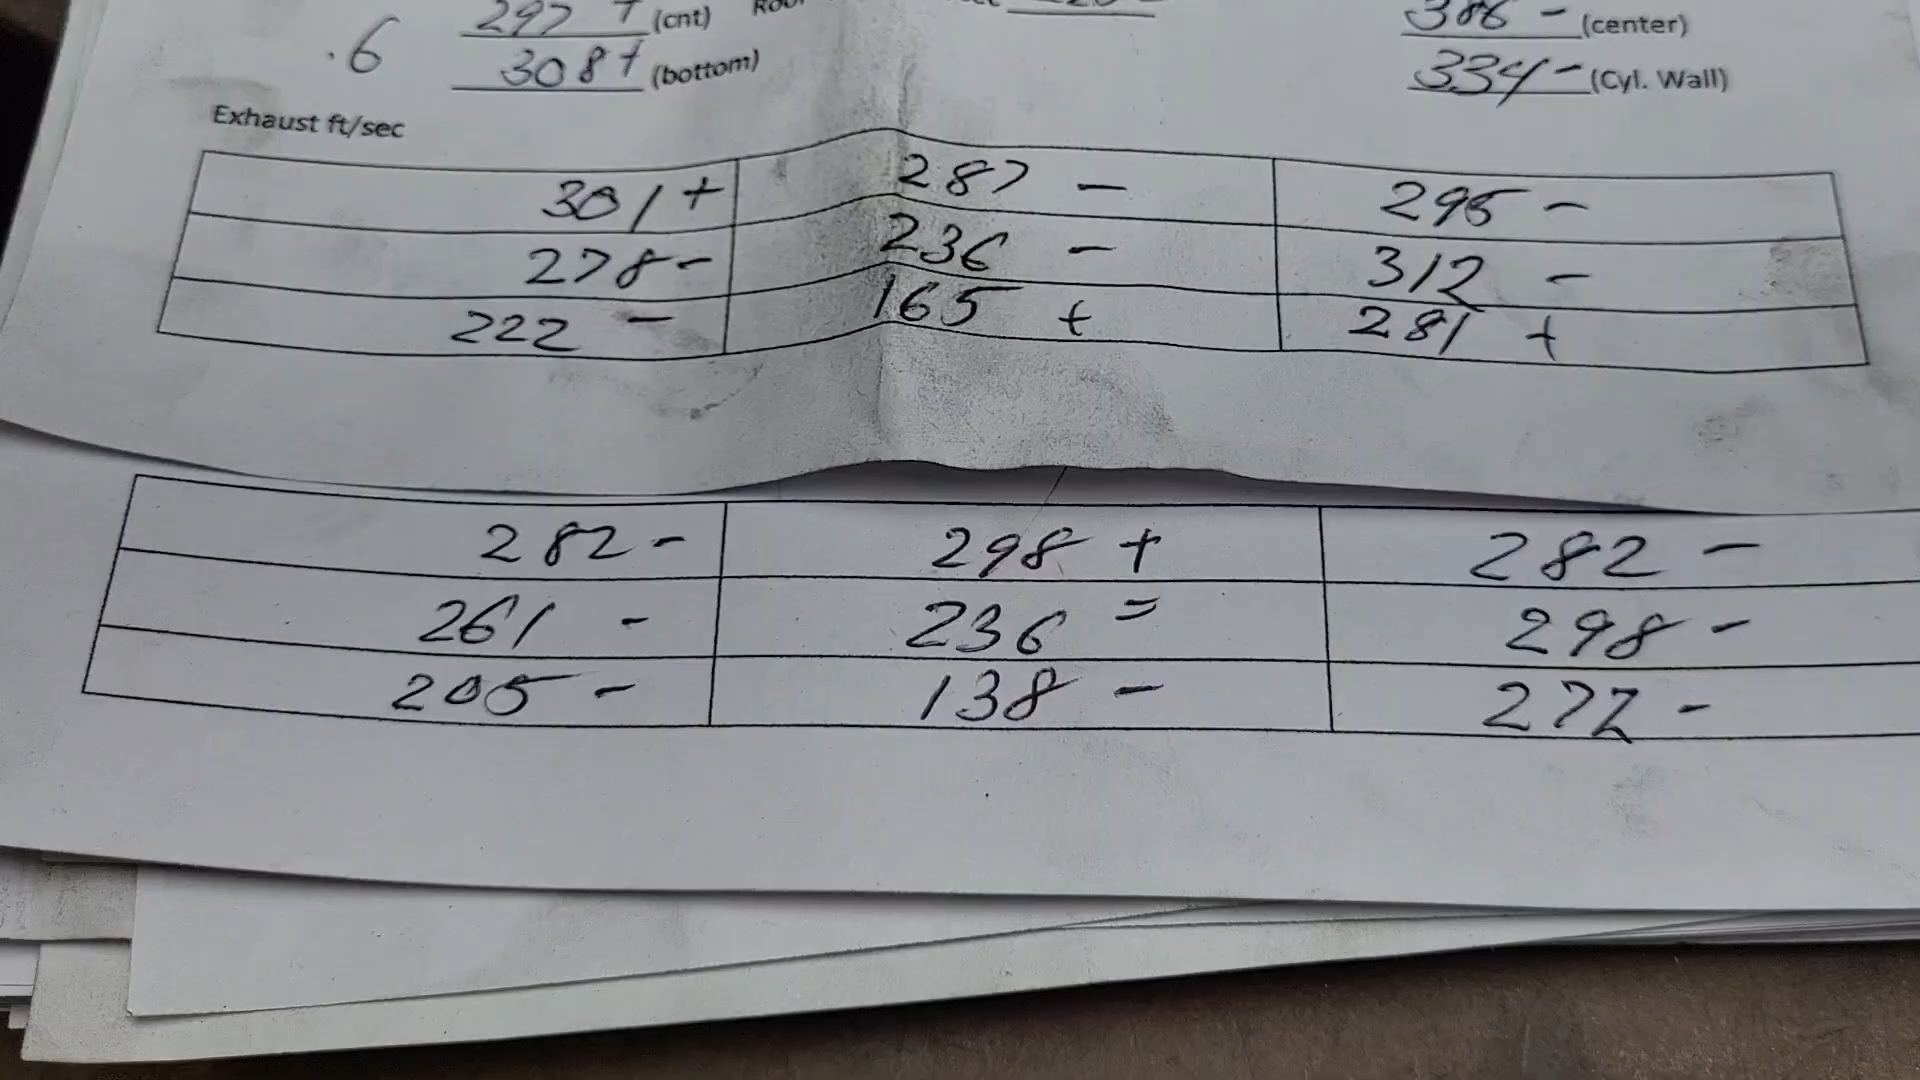 297 + (cnt)
386 - (center)
.6 308+ (bottom)
334- (Cyl. Wall)
Exhaust ft/sec
301+ 287 - 295 -
278- 236 - 312 -
222 - 165 + 281 +
282- 298 + 282 -
261 - 236 = 298 -
205- 138 - 272 -